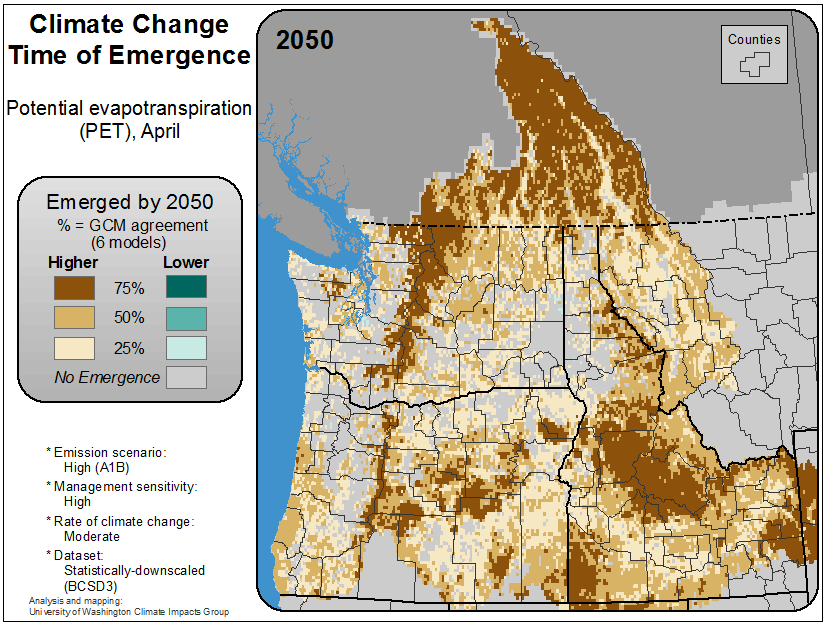 Climate Change
Time of Emergence
Potential evapotranspiration
(PET), April
Emerged by 2050
% = GCM agreement
(6 models)
Higher
Lower
75%
50%
25%
No Emergence
* Emission scenario:
High (A1B)
* Management sensitivity:
High
* Rate of climate change:
Moderate
* Dataset:
Statistically-downscaled
(BCSD3)
Analysis and mapping:
University of Washington Climate Impacts Group
2050
Counties